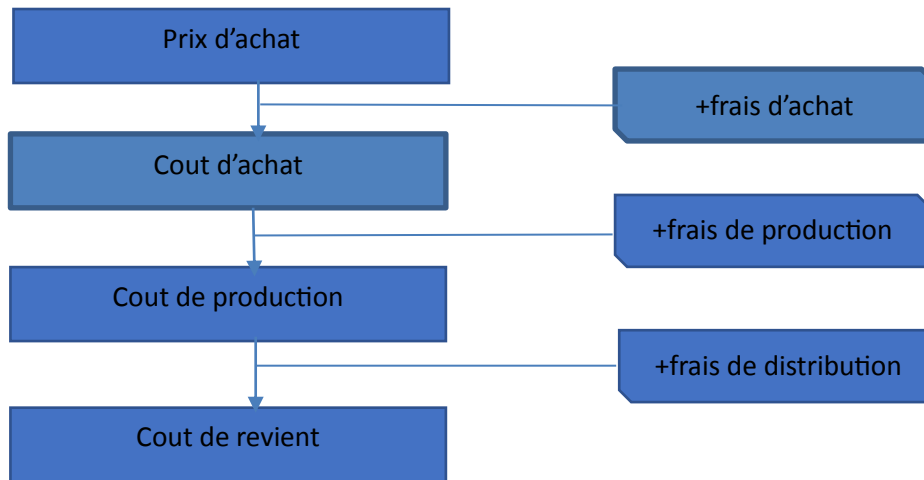 Prix d’achat
+frais d’achat
Cout d’achat
+frais de production
Cout de production
+frais de distribution
Cout de revient